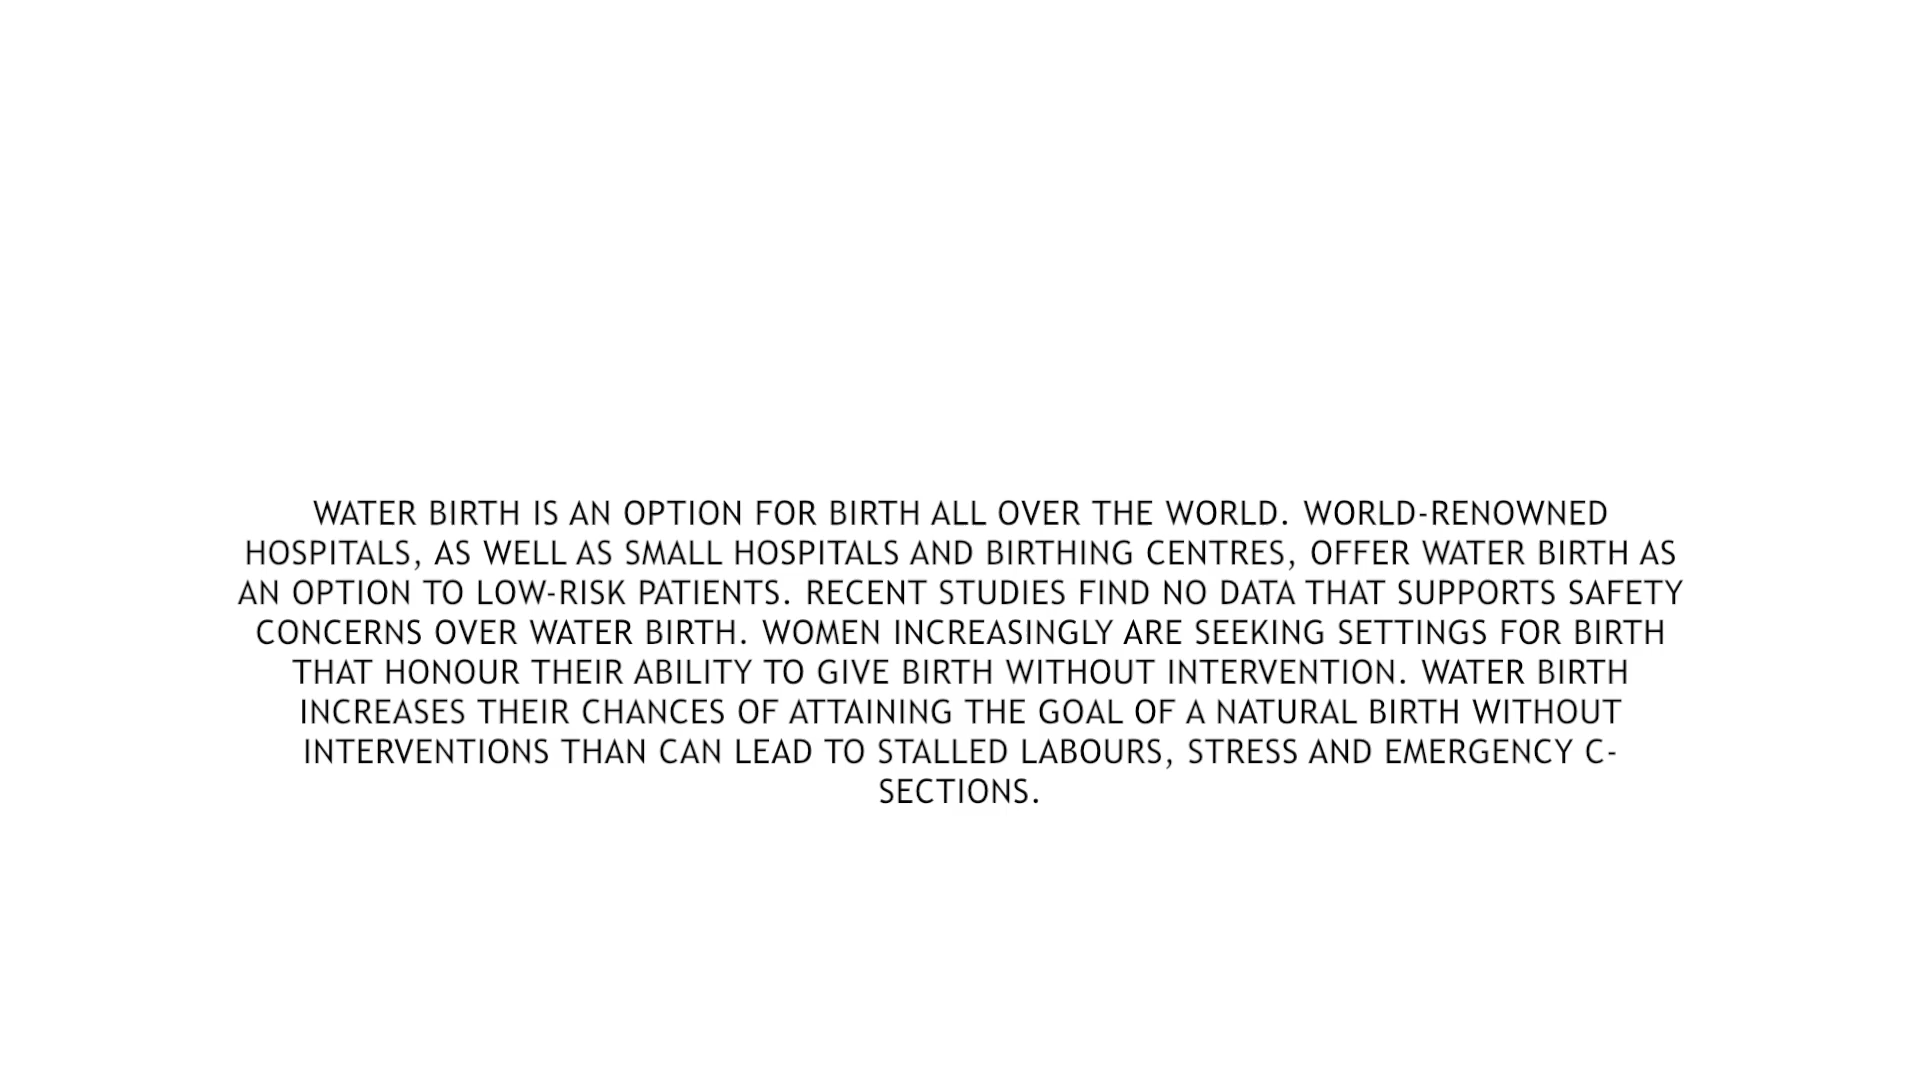 WATER BIRTH IS AN OPTION FOR BIRTH ALL OVER THE WORLD. WORLD-RENOWNED
HOSPITALS, AS WELL AS SMALL HOSPITALS AND BIRTHING CENTRES, OFFER WATER BIRTH AS
AN OPTION TO LOW-RISK PATIENTS. RECENT STUDIES FIND NO DATA THAT SUPPORTS SAFETY
CONCERNS OVER WATER BIRTH. WOMEN INCREASINGLY ARE SEEKING SETTINGS FOR BIRTH
THAT HONOUR THEIR ABILITY TO GIVE BIRTH WITHOUT INTERVENTION. WATER BIRTH
INCREASES THEIR CHANCES OF ATTAINING THE GOAL OF A NATURAL BIRTH WITHOUT
INTERVENTIONS THAN CAN LEAD TO STALLED LABOURS, STRESS AND EMERGENCY C-
SECTIONS.